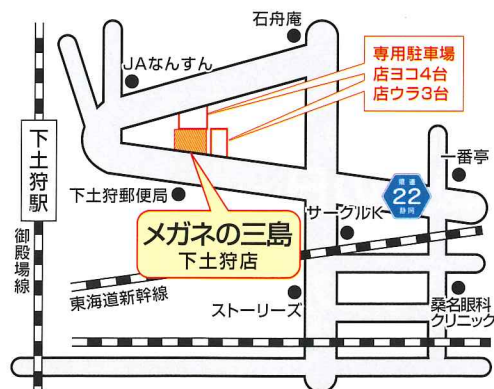 石舟庵
専用駐車場
店ヨコ4台
店ウラ3台
JAなんすん
下土狩駅
一番亭
県道
22
静岡
下土狩郵便局
サークルK
メガネの三島
下土狩店
御殿場線
東海道新幹線
ストーリーズ
桑名眼科
クリニック